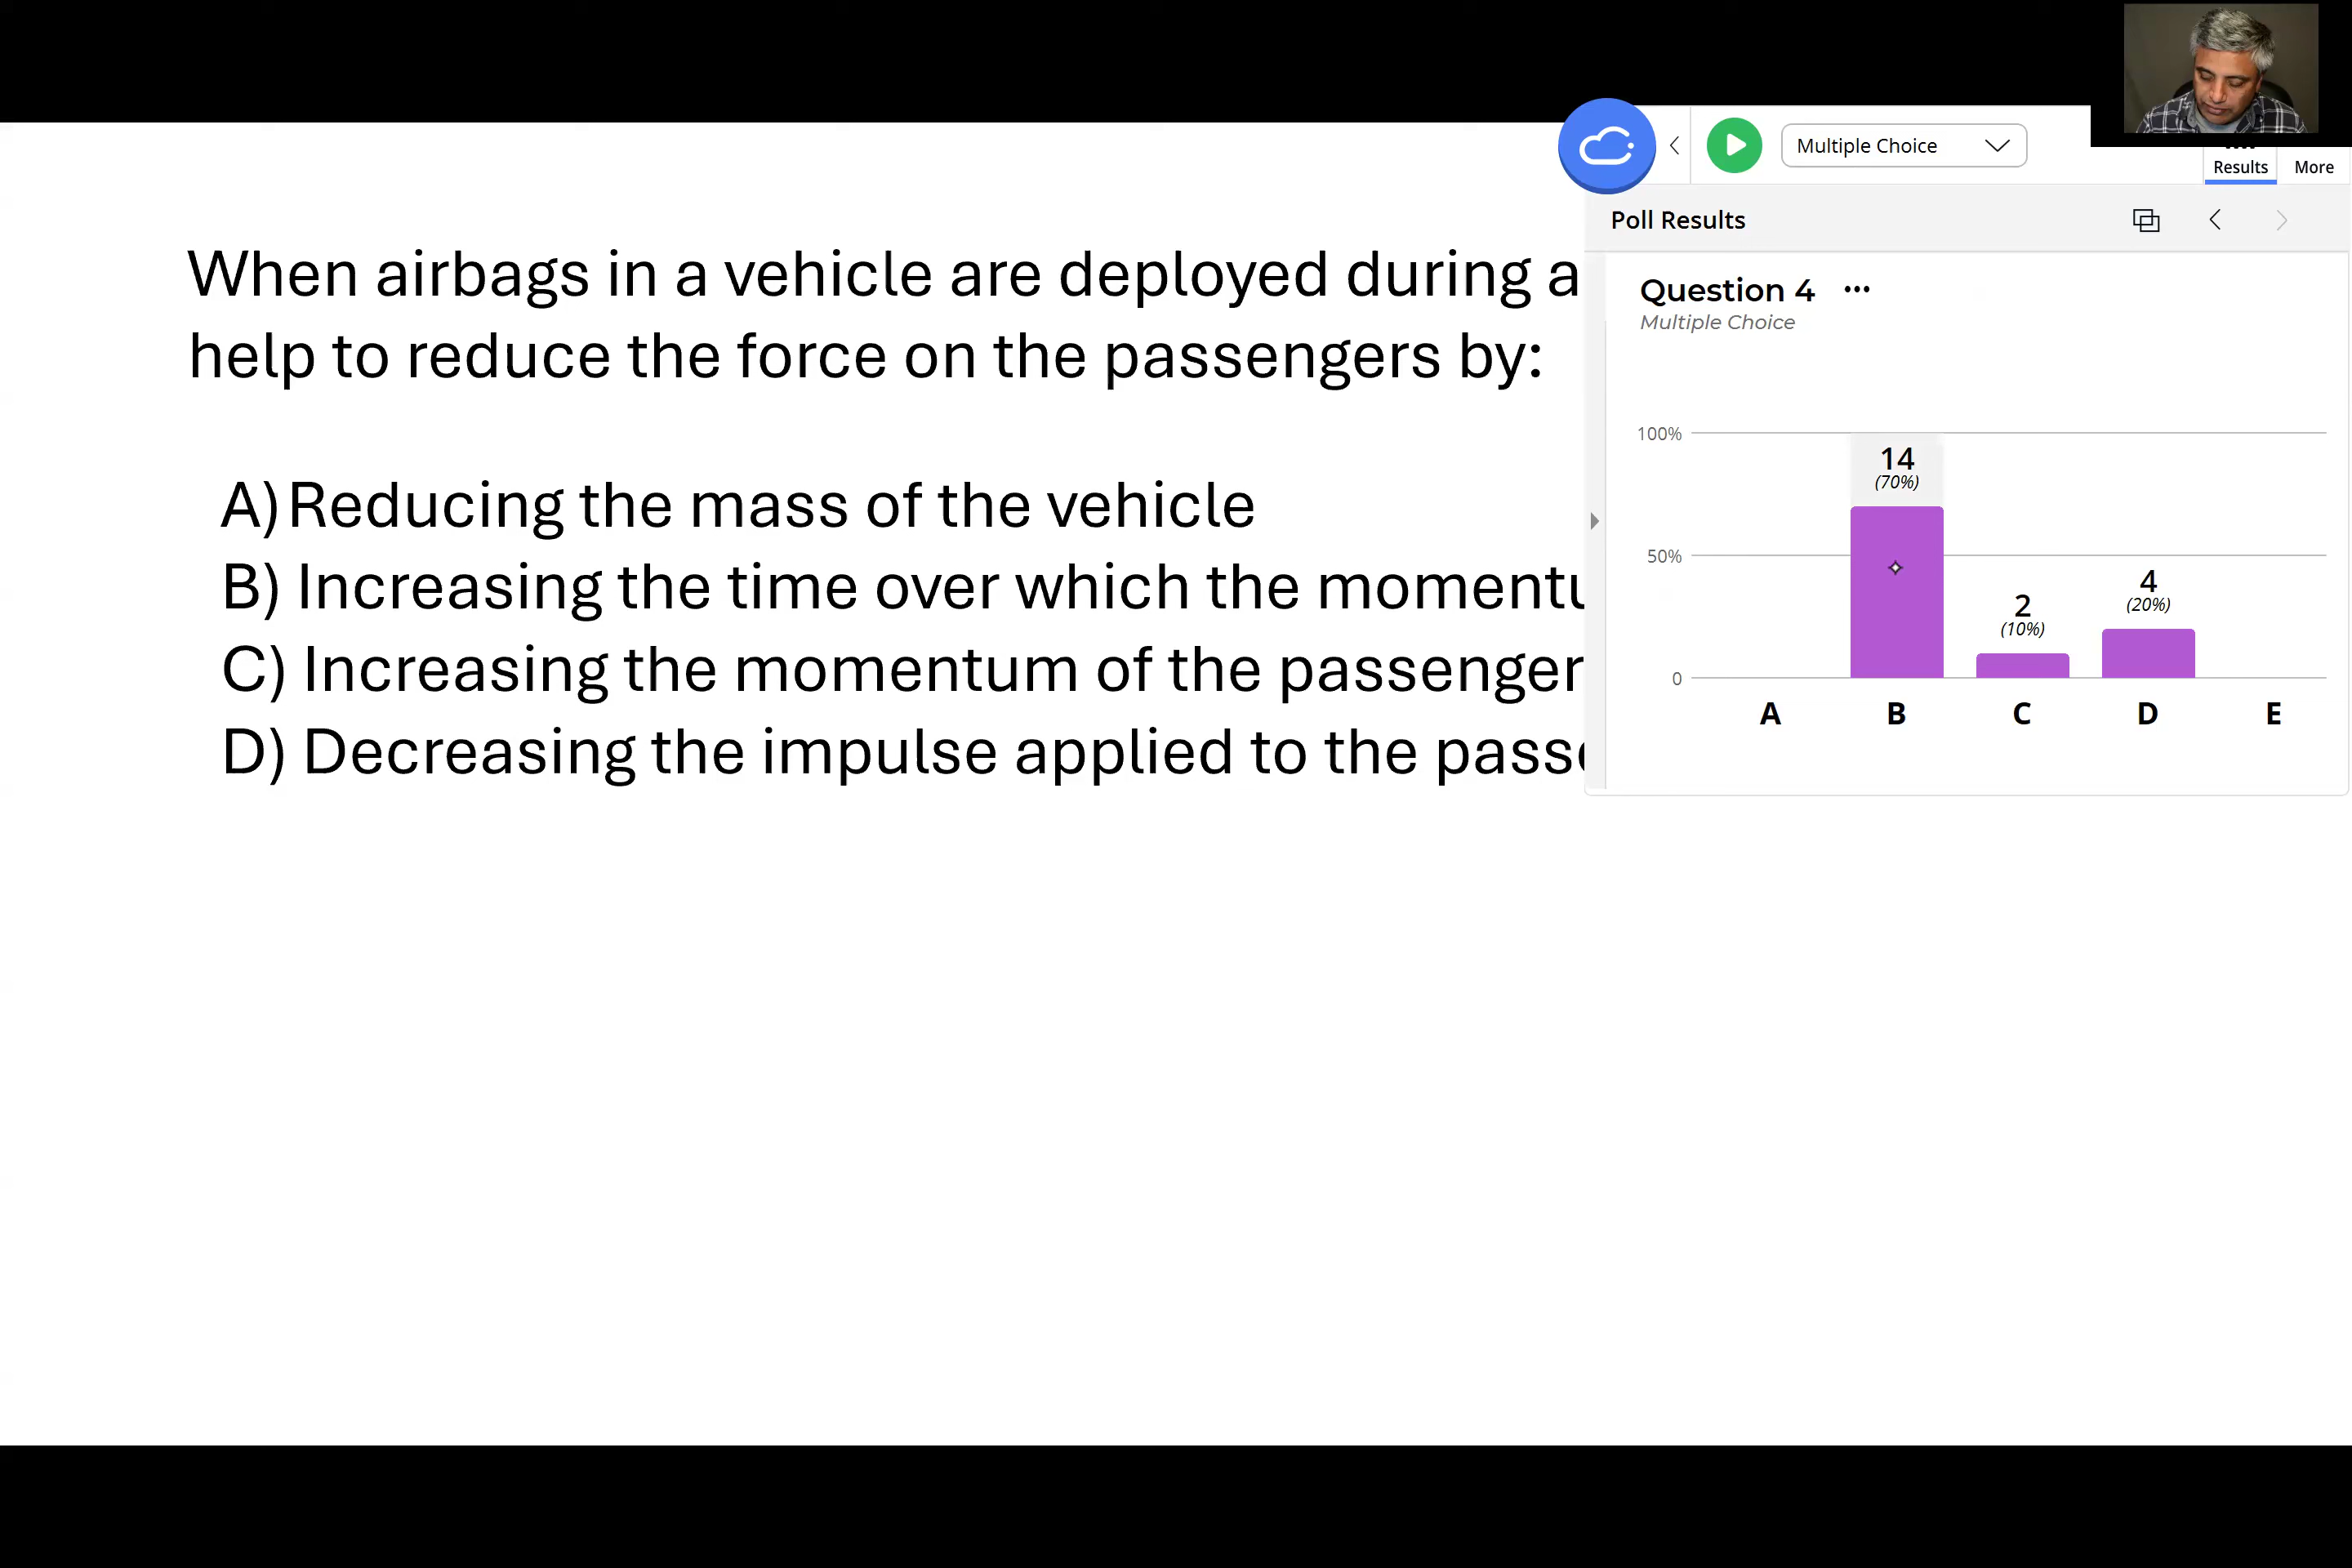 When airbags in a vehicle are deployed during a
help to reduce the force on the passengers by:
A) Reducing the mass of the vehicle
B) Increasing the time over which the
C) Increasing the momentum of the passenger
D) Decreasing the impulse applied to the
Multiple Choice
Results
More
Poll Results
Question 4
Multiple Choice
100%
50%
0
14
(70%)
2
(10%)
4
(20%)
A B C D E